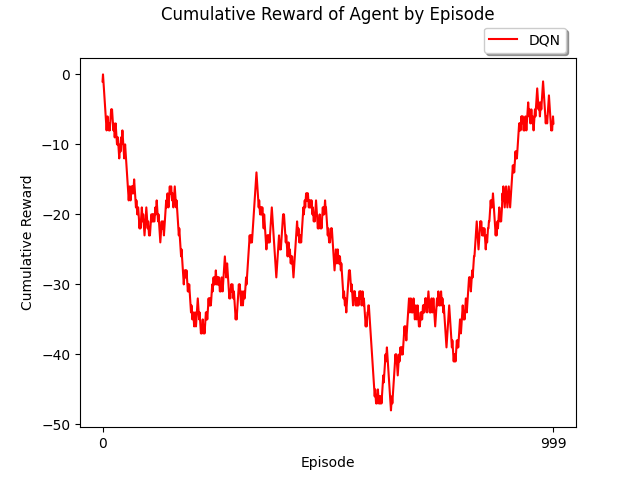 Cumulative Reward of Agent by Episode
DQN
0
−10
−20
−30
−40
−50
Cumulative Reward
0
999
Episode